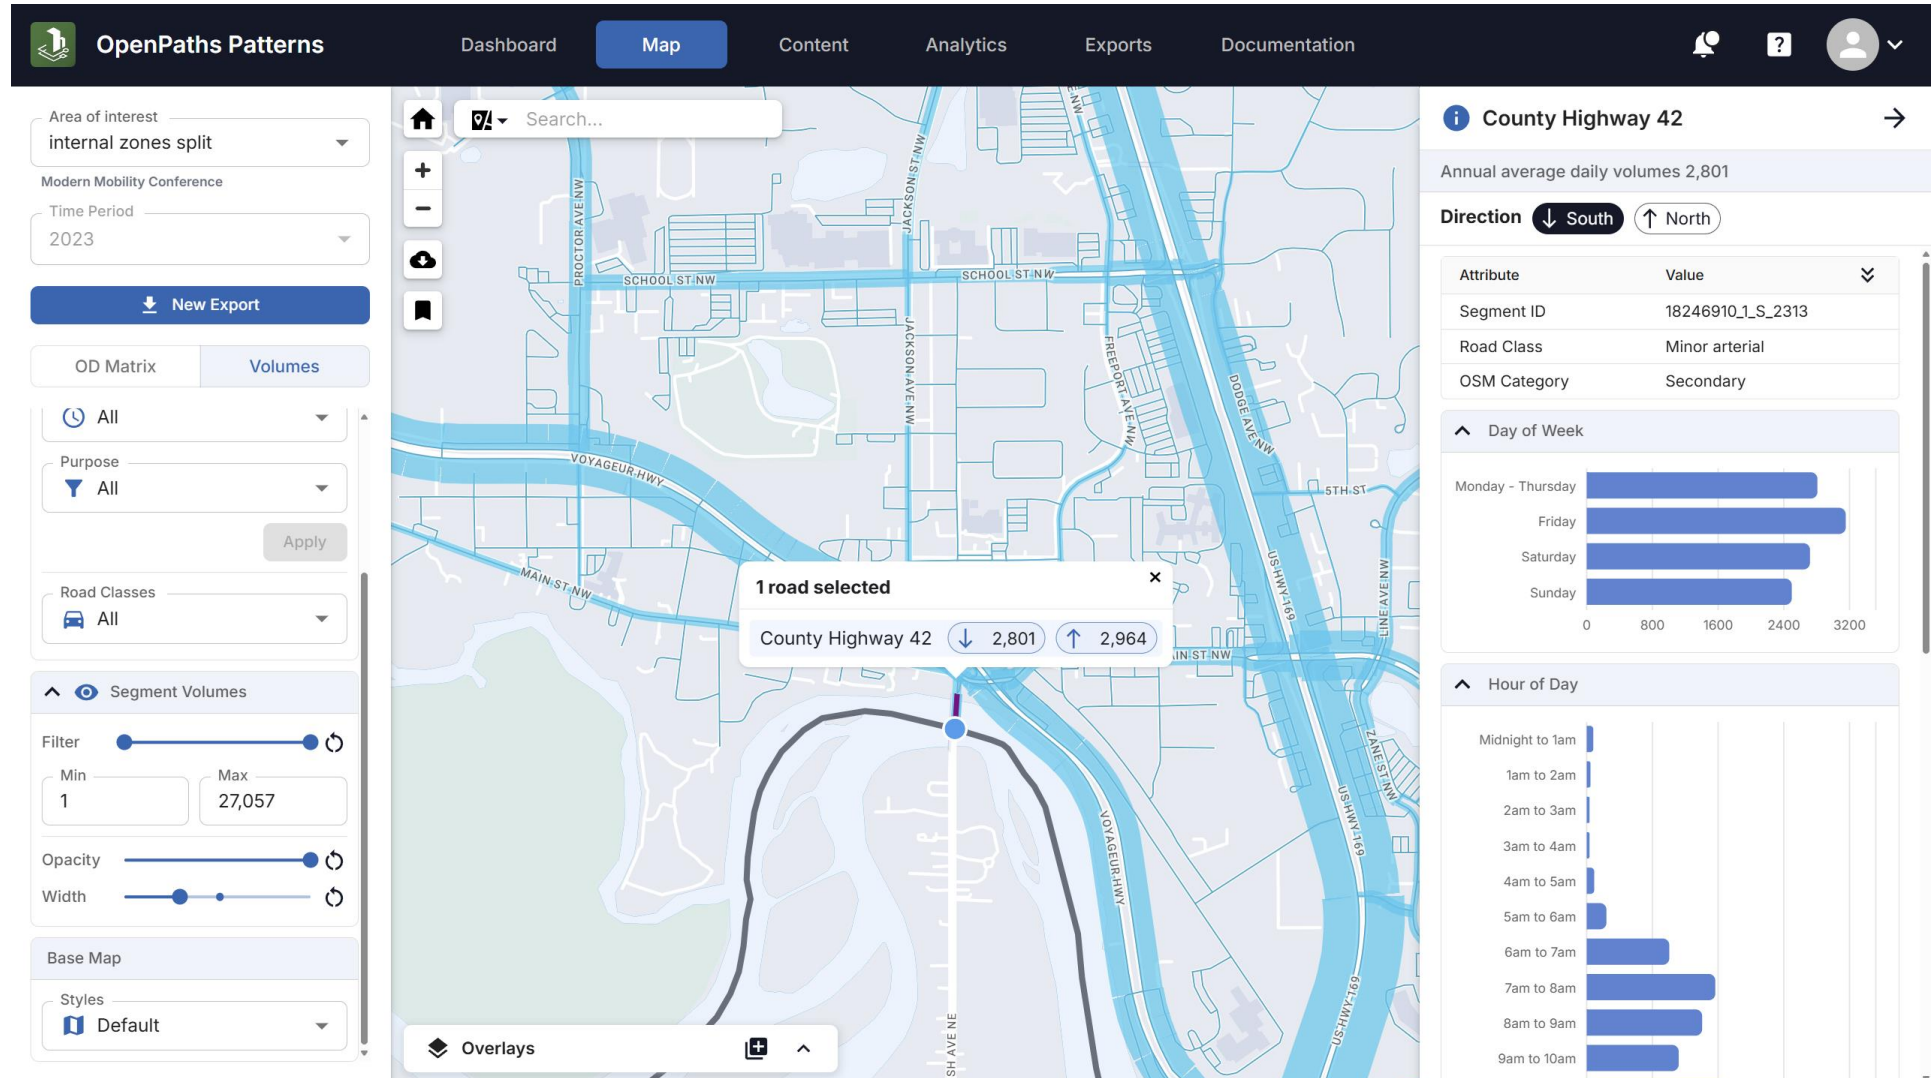 OpenPaths Patterns
Dashboard
Map
Content
Analytics
Exports
Documentation
Area of interest
internal zones split
Modern Mobility Conference
Time Period
2023
New Export
OD Matrix
Volumes
All
Purpose
All
Apply
Road Classes
All
Segment Volumes
Filter
Min
1
Max
27,057
Opacity
Width
Base Map
Styles
Default
Search...
PROCTOR AVE NW
JACKSON ST NW
E NW
SCHOOL ST NW
SCHOOL ST NW
JACKSON AVE NW
FREEPORT AVE NW
DODGE AVE NW
VOYAGEUR HWY
5TH ST
MAIN ST NW
US HWY 169
LINE AVE NW
1 road selected
County Highway 42
2,801
2,964
IN ST NW
ZANE ST NW
US HWY 169
VOYAGEUR HWY
US HWY 169
SH AVE NE
Overlays
County Highway 42
Annual average daily volumes 2,801
Direction
South
North
Attribute Value
Segment ID 18246910_1_S_2313
Road Class Minor arterial
OSM Category Secondary
Day of Week
Monday - Thursday
Friday
Saturday
Sunday
0 800 1600 2400 3200
Hour of Day
Midnight to 1am
1am to 2am
2am to 3am
3am to 4am
4am to 5am
5am to 6am
6am to 7am
7am to 8am
8am to 9am
9am to 10am